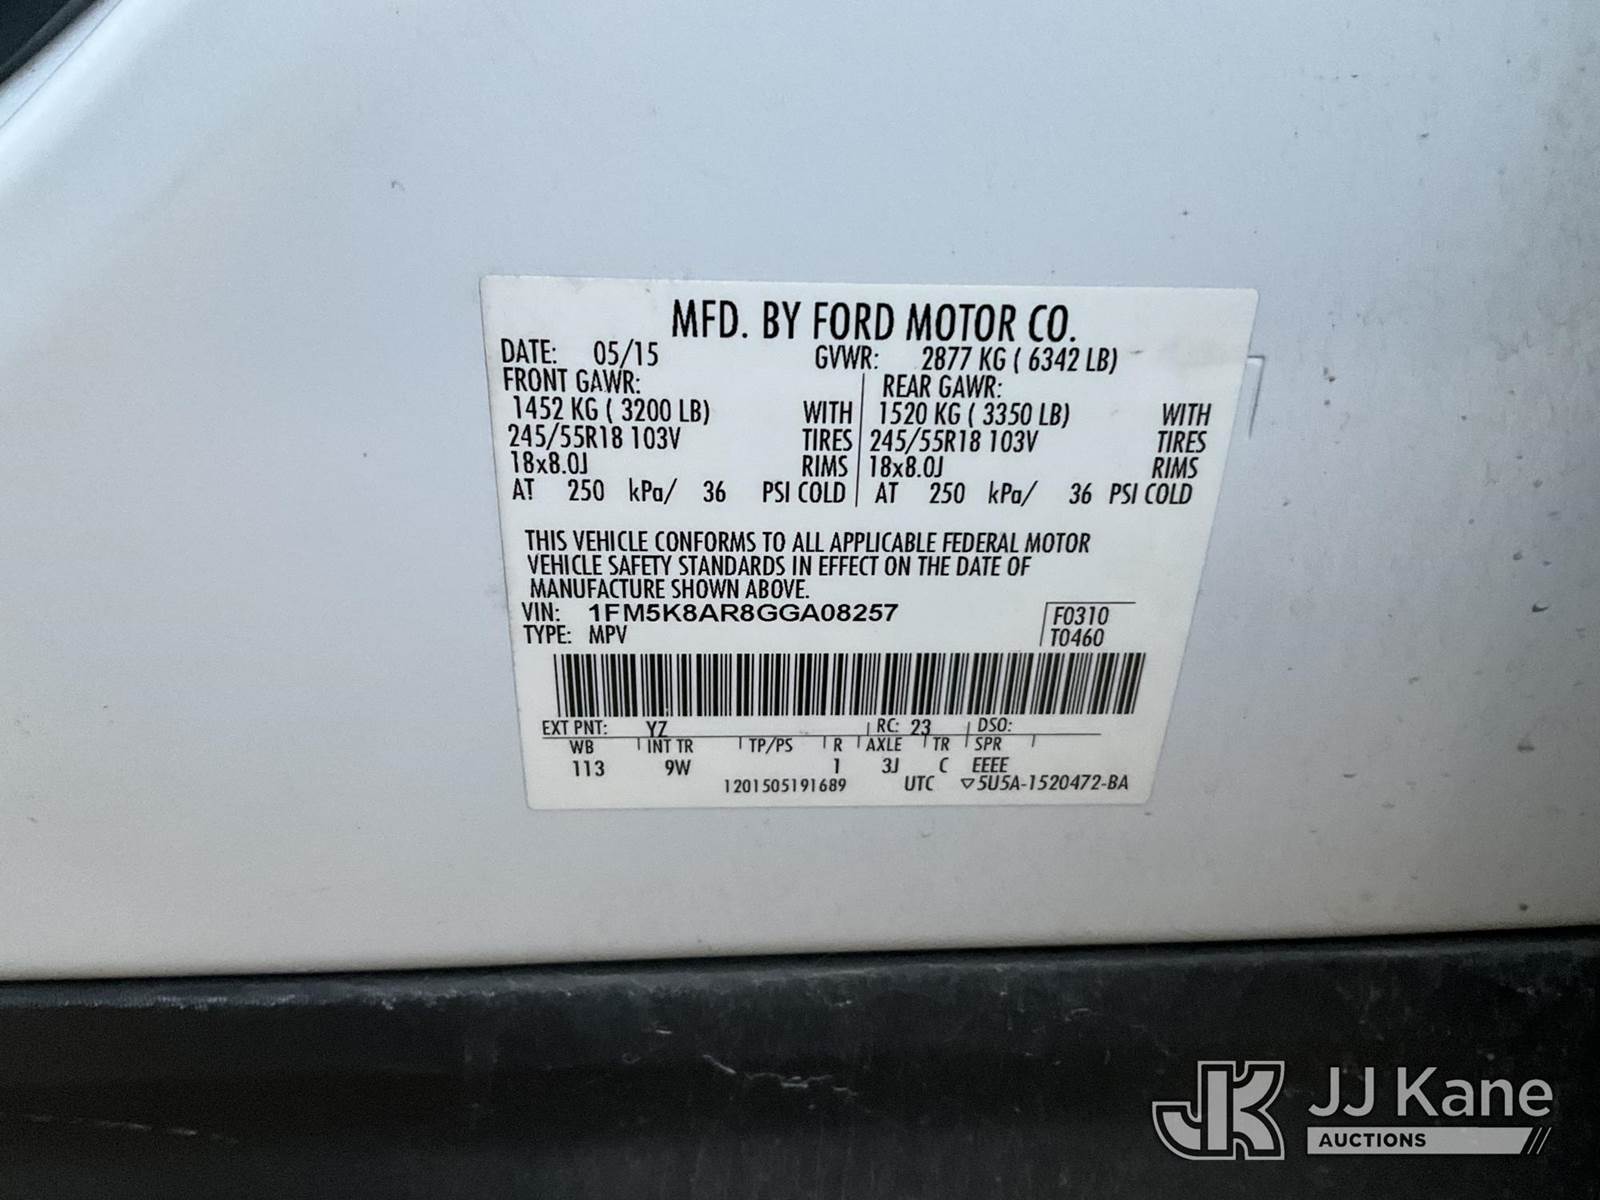 MFD. BY FORD MOTOR CO.
DATE: 05/15 GVWR: 2877 KG ( 6342 LB)
FRONT GAWR: REAR GAWR:
1452 KG ( 3200 LB) WITH 1520 KG ( 3350 LB) WITH
245/55R18 103V TIRES 245/55R18 103V TIRES
18x8.0J RIMS 18x8.0J RIMS
AT 250 kPa/ 36 PSI COLD AT 250 kPa/ 36 PSI COLD
THIS VEHICLE CONFORMS TO ALL APPLICABLE FEDERAL MOTOR
VEHICLE SAFETY STANDARDS IN EFFECT ON THE DATE OF
MANUFACTURE SHOWN ABOVE.
VIN: 1FM5K8AR8GGA08257 F0310
TYPE: MPV T0460
EXT PNT: YZ RC: 23 DSO:
WB INT TR TP/PS R AXLE TR SPR
113 9W 1 3J C EEEE
1201505191689 UTC ▽5U5A-1520472-BA
JK JJ Kane
AUCTIONS